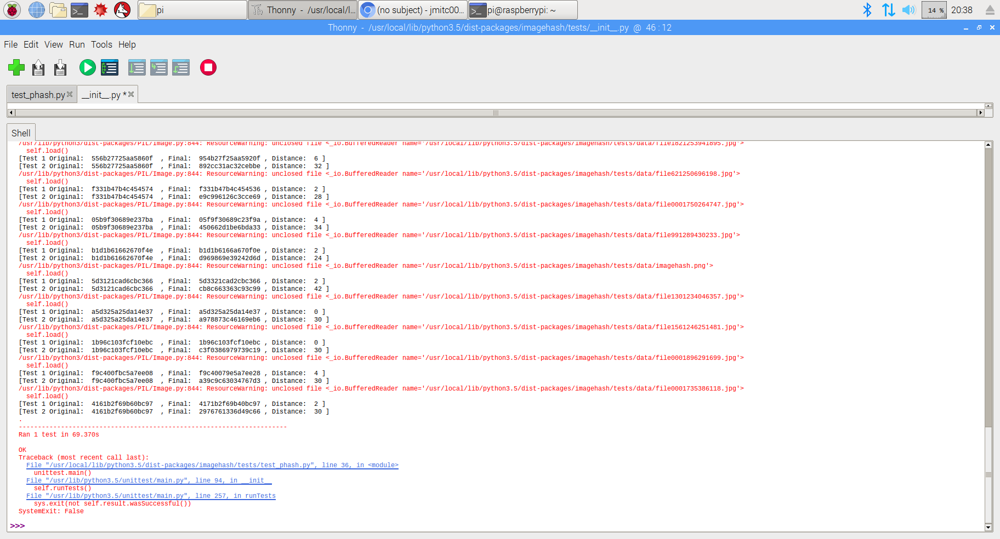 pi
Thonny - /usr/local/l...
(no subject) - jmitc00...
pi@raspberrypi: ~
14 %
20:38
Thonny - /usr/local/lib/python3.5/dist-packages/imagehash/tests/__init__.py @ 46 : 12
File Edit View Run Tools Help
test_phash.py
__init__.py *
Shell
/usr/lib/python3/dist-packages/PIL/Image.py:844: ResourceWarning: unclosed file <_io.BufferedReader name='/usr/local/lib/python3.5/dist-packages/imagehash/tests/data/file1821253941895.jpg'>
self.load()
[Test 1 Original:  556b27725aa5860f  , Final:  954b27f25aa5920f , Distance:  6 ]
[Test 2 Original:  556b27725aa5860f  , Final:  892cc31ac32cebbe , Distance:  32 ]
/usr/lib/python3/dist-packages/PIL/Image.py:844: ResourceWarning: unclosed file <_io.BufferedReader name='/usr/local/lib/python3.5/dist-packages/imagehash/tests/data/file621250696198.jpg'>
self.load()
[Test 1 Original:  f331b47b4c454574  , Final:  f331b47b4c454536 , Distance:  2 ]
[Test 2 Original:  f331b47b4c454574  , Final:  e9c996126c3cce69 , Distance:  28 ]
/usr/lib/python3/dist-packages/PIL/Image.py:844: ResourceWarning: unclosed file <_io.BufferedReader name='/usr/local/lib/python3.5/dist-packages/imagehash/tests/data/file0001750264747.jpg'>
self.load()
[Test 1 Original:  05b9f30689e237ba  , Final:  05f9f30689c23f9a , Distance:  4 ]
[Test 2 Original:  05b9f30689e237ba  , Final:  450662d1be6bda33 , Distance:  34 ]
/usr/lib/python3/dist-packages/PIL/Image.py:844: ResourceWarning: unclosed file <_io.BufferedReader name='/usr/local/lib/python3.5/dist-packages/imagehash/tests/data/file991289430233.jpg'>
self.load()
[Test 1 Original:  b1d1b61662670f4e  , Final:  b1d1b6166a670f0e , Distance:  2 ]
[Test 2 Original:  b1d1b61662670f4e  , Final:  d969869e39242d6d , Distance:  24 ]
/usr/lib/python3/dist-packages/PIL/Image.py:844: ResourceWarning: unclosed file <_io.BufferedReader name='/usr/local/lib/python3.5/dist-packages/imagehash/tests/data/imagehash.png'>
self.load()
[Test 1 Original:  5d3121cad6cbc366  , Final:  5d3321cad2cbc366 , Distance:  2 ]
[Test 2 Original:  5d3121cad6cbc366  , Final:  cb8c663363c93c99 , Distance:  42 ]
/usr/lib/python3/dist-packages/PIL/Image.py:844: ResourceWarning: unclosed file <_io.BufferedReader name='/usr/local/lib/python3.5/dist-packages/imagehash/tests/data/file1301234046357.jpg'>
self.load()
[Test 1 Original:  a5d325a25da14e37  , Final:  a5d325a25da14e37 , Distance:  0 ]
[Test 2 Original:  a5d325a25da14e37  , Final:  a978873c46169eb6 , Distance:  30 ]
/usr/lib/python3/dist-packages/PIL/Image.py:844: ResourceWarning: unclosed file <_io.BufferedReader name='/usr/local/lib/python3.5/dist-packages/imagehash/tests/data/file1561246251481.jpg'>
self.load()
[Test 1 Original:  1b96c103fcf10ebc  , Final:  1b96c103fcf10ebc , Distance:  0 ]
[Test 2 Original:  1b96c103fcf10ebc  , Final:  c3f0386979739c19 , Distance:  30 ]
/usr/lib/python3/dist-packages/PIL/Image.py:844: ResourceWarning: unclosed file <_io.BufferedReader name='/usr/local/lib/python3.5/dist-packages/imagehash/tests/data/file0001896291699.jpg'>
self.load()
[Test 1 Original:  f9c400fbc5a7ee08  , Final:  f9c40079e5a7ee28 , Distance:  4 ]
[Test 2 Original:  f9c400fbc5a7ee08  , Final:  a39c9c63034767d3 , Distance:  30 ]
/usr/lib/python3/dist-packages/PIL/Image.py:844: ResourceWarning: unclosed file <_io.BufferedReader name='/usr/local/lib/python3.5/dist-packages/imagehash/tests/data/file0001735386118.jpg'>
self.load()
[Test 1 Original:  4161b2f69b60bc97  , Final:  4171b2f69b40bc97 , Distance:  2 ]
[Test 2 Original:  4161b2f69b60bc97  , Final:  2976761336d49c66 , Distance:  30 ]
.
----------------------------------------------------------------------
Ran 1 test in 69.370s
OK
Traceback (most recent call last):
File "/usr/local/lib/python3.5/dist-packages/imagehash/tests/test_phash.py", line 36, in <module>
unittest.main()
File "/usr/lib/python3.5/unittest/main.py", line 94, in __init__
self.runTests()
File "/usr/lib/python3.5/unittest/main.py", line 257, in runTests
sys.exit(not self.result.wasSuccessful())
SystemExit: False
>>>